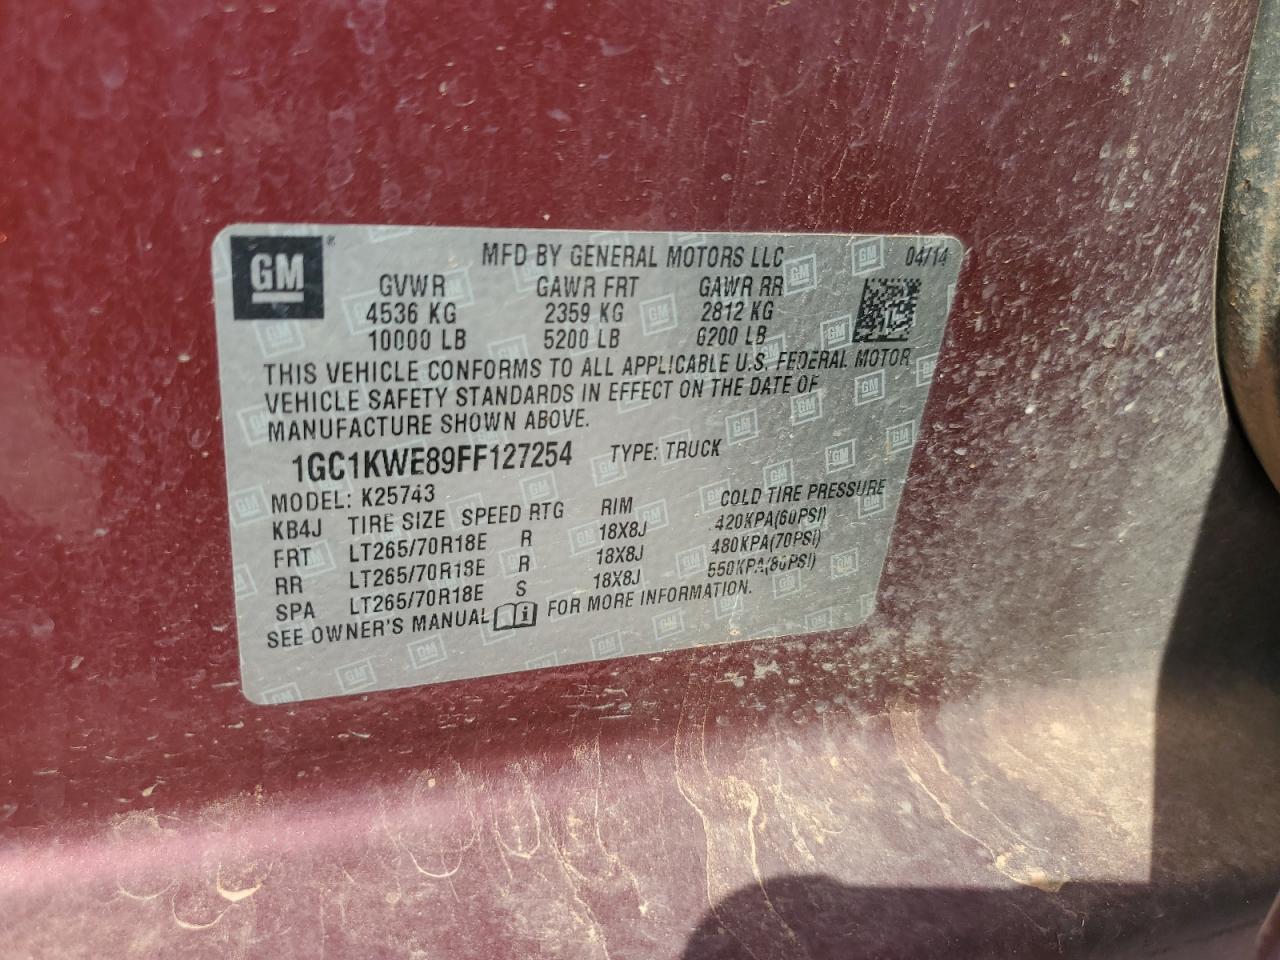 GM ®
MFD BY GENERAL MOTORS LLC 04/14
GVWR GAWR FRT GAWR RR
4536 KG 2359 KG 2812 KG
10000 LB 5200 LB 6200 LB
THIS VEHICLE CONFORMS TO ALL APPLICABLE U.S. FEDERAL MOTOR
VEHICLE SAFETY STANDARDS IN EFFECT ON THE DATE OF
MANUFACTURE SHOWN ABOVE.
1GC1KWE89FF127254 TYPE: TRUCK
MODEL: K25743
KB4J TIRE SIZE SPEED RTG RIM COLD TIRE PRESSURE
FRT LT265/70R18E R 18X8J 420KPA(60PSI)
RR LT265/70R18E R 18X8J 480KPA(70PSI)
SPA LT265/70R18E S 18X8J 550KPA(80PSI)
SEE OWNER'S MANUAL i FOR MORE INFORMATION.